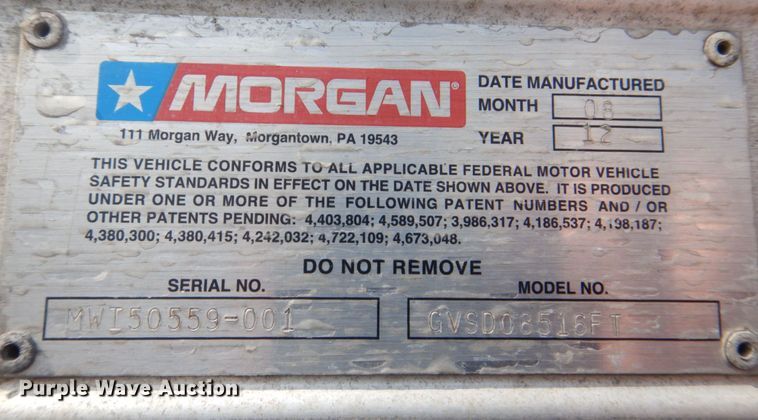 MORGAN®
111 Morgan Way, Morgantown, PA 19543
DATE MANUFACTURED
MONTH 08
YEAR 12
THIS VEHICLE CONFORMS TO ALL APPLICABLE FEDERAL MOTOR VEHICLE
SAFETY STANDARDS IN EFFECT ON THE DATE SHOWN ABOVE. IT IS PRODUCED
UNDER ONE OR MORE OF THE FOLLOWING PATENT NUMBERS AND / OR
OTHER PATENTS PENDING: 4,403,804; 4,589,507; 3,986,317; 4,186,537; 4,198,187;
4,380,300; 4,380,415; 4,242,032; 4,722,109; 4,673,048.
DO NOT REMOVE
SERIAL NO.
MWI50559-001
MODEL NO.
GVSD08516FT
Purple Wave Auction